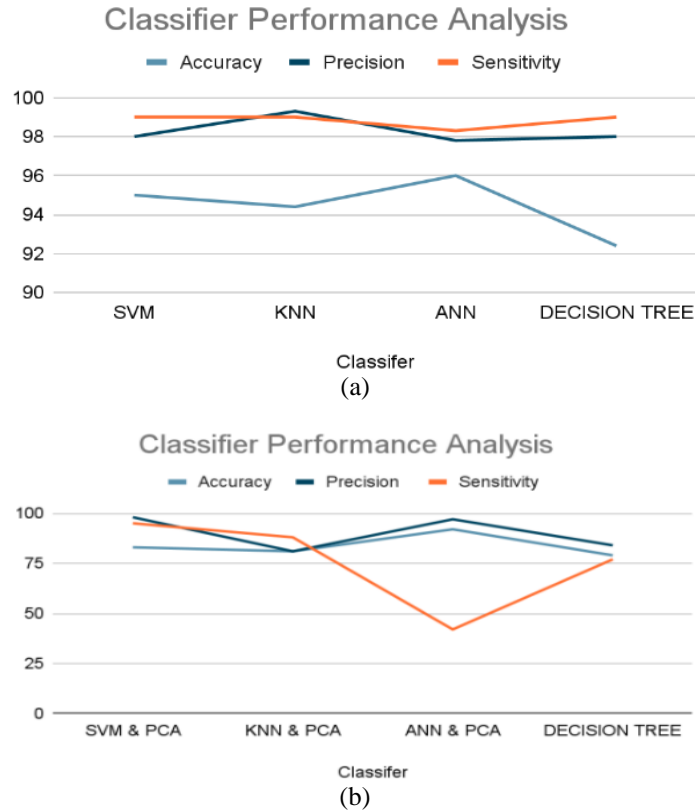 Classifier Performance Analysis
Accuracy Precision Sensitivity
100
98
96
94
92
90
SVM KNN ANN DECISION TREE
Classifer
(a)
Classifier Performance Analysis
Accuracy Precision Sensitivity
100
75
50
25
0
SVM & PCA KNN & PCA ANN & PCA DECISION TREE
Classifer
(b)